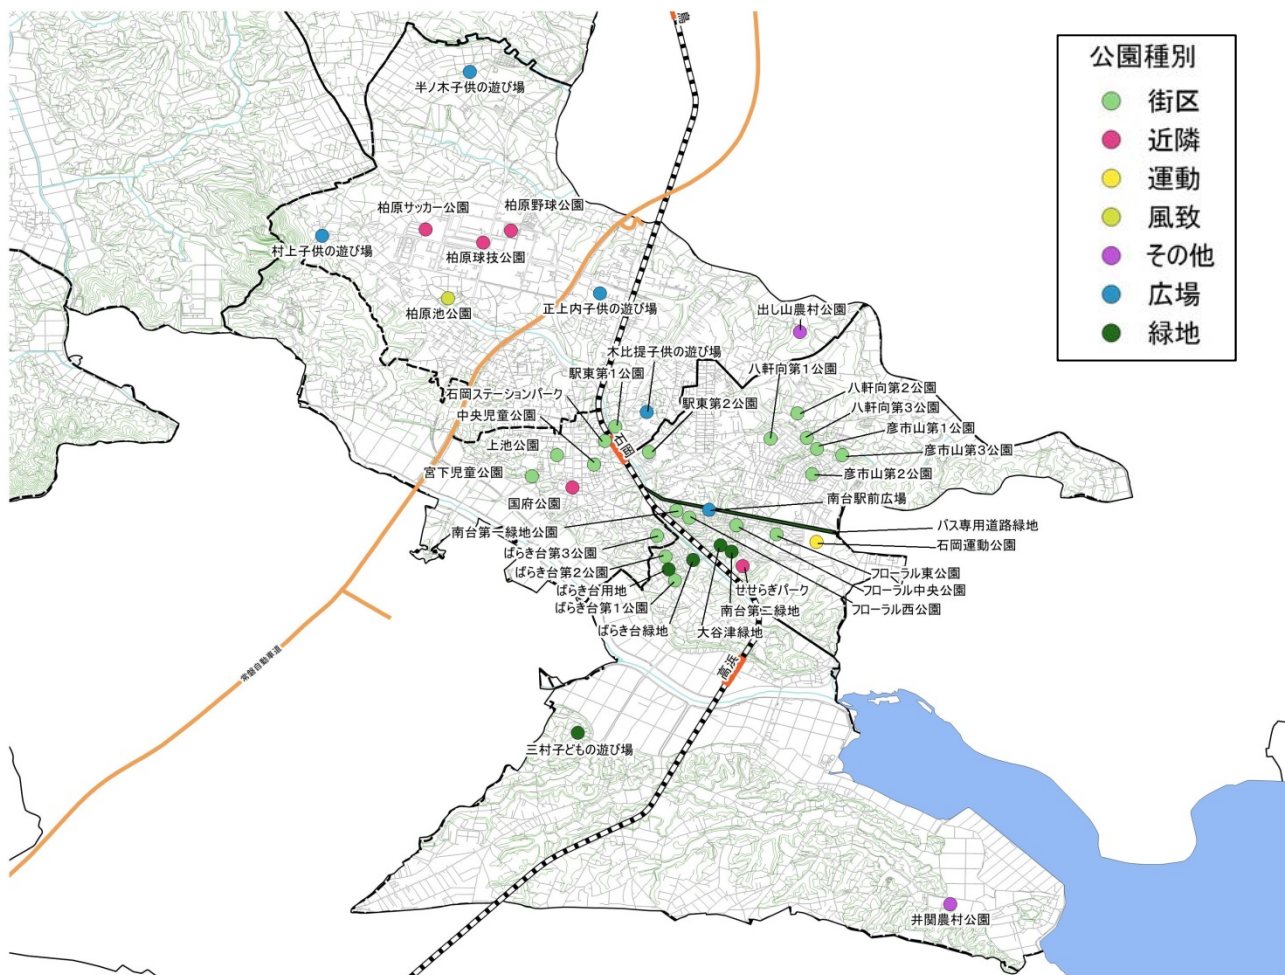 鳥
公園種別
街区
近隣
運動
風致
その他
広場
緑地
半ノ木子供の遊び場
柏原サッカー公園
柏原野球公園
村上子供の遊び場
柏原球技公園
柏原池公園
正上内子供の遊び場
出し山農村公園
木比提子供の遊び場
駅東第1公園
八軒向第1公園
石岡ステーションパーク
駅東第2公園
八軒向第2公園
中央児童公園
八軒向第3公園
石岡
彦市山第1公園
上池公園
彦市山第3公園
宮下児童公園
彦市山第2公園
国府公園
南台駅前広場
南台第一緑地公園
バス専用道路緑地
ばらき台第3公園
石岡運動公園
ばらき台第2公園
フローラル東公園
ばらき台用地
せせらぎパーク
フローラル中央公園
ばらき台第1公園
南台第二緑地
フローラル西公園
ばらき台緑地
大谷津緑地
高浜
常磐自動車道
三村子どもの遊び場
井関農村公園